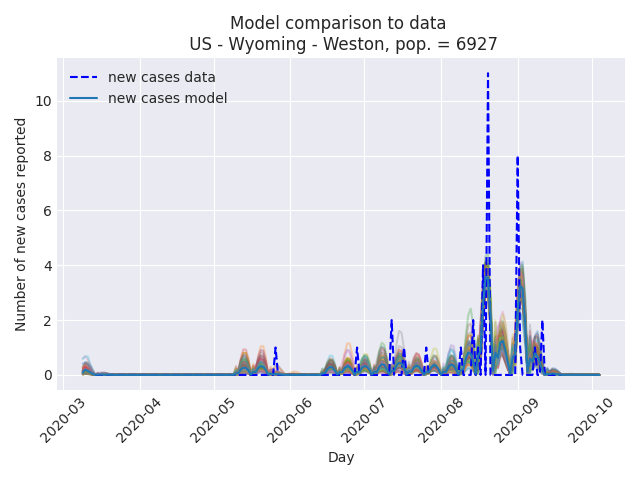 Model comparison to data
US - Wyoming - Weston, pop. = 6927
new cases data
new cases model
Number of new cases reported
10
8
6
4
2
0
2020-03
2020-04
2020-05
2020-06
2020-07
2020-08
2020-09
2020-10
Day